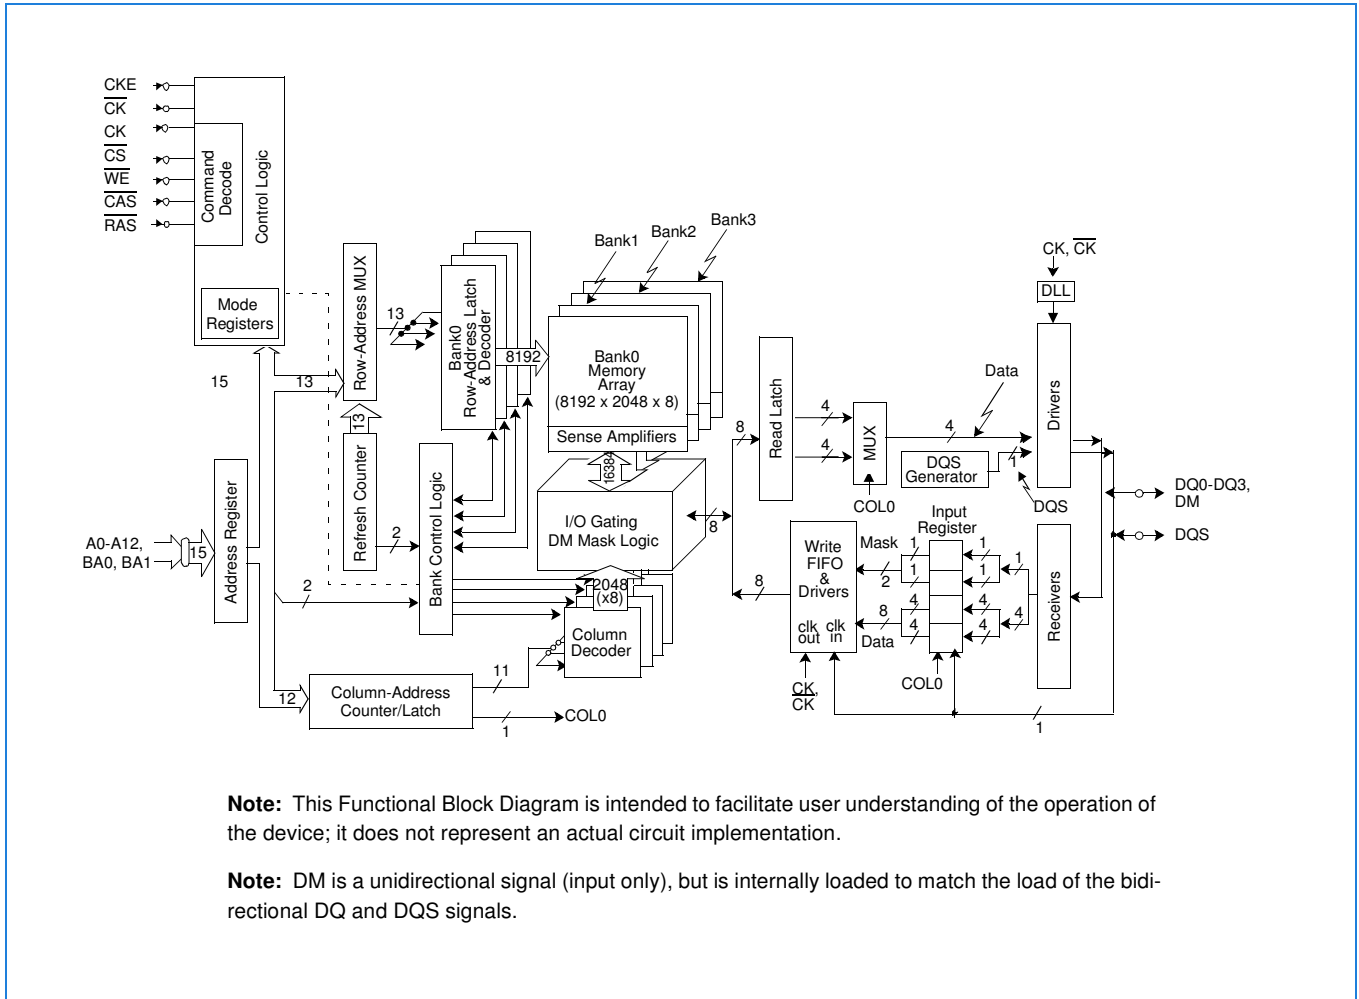 CKE
C̅K̅
CK
C̅S̅
W̅E̅
C̅A̅S̅
R̅A̅S̅
Command
Decode
Control Logic
Mode
Registers
15
13
Row-Address MUX
13
Refresh Counter
13
Bank0
Row-Address Latch
& Decoder
8192
Bank1
Bank2
Bank3
Bank0
Memory
Array
(8192 x 2048 x 8)
Sense Amplifiers
16384
I/O Gating
DM Mask Logic
2048
(x8)
Column
Decoder
Bank Control Logic
2
2
A0-A12,
BA0, BA1
15
Address Register
12
Column-Address
Counter/Latch
11
1
COL0
8
8
8
Read Latch
4
4
MUX
COL0
4
Data
DQS
Generator
1
DQS
CK, C̅K̅
DLL
Drivers
DQ0-DQ3,
DM
DQS
Input
Register
Write
FIFO
&
Drivers
clk
out
clk
in
Mask
2
8
Data
1
1
4
4
1
1
4
4
1
4
Receivers
COL0
CK,
C̅K̅
1
Note: This Functional Block Diagram is intended to facilitate user understanding of the operation of
the device; it does not represent an actual circuit implementation.
Note: DM is a unidirectional signal (input only), but is internally loaded to match the load of the bidi-
rectional DQ and DQS signals.